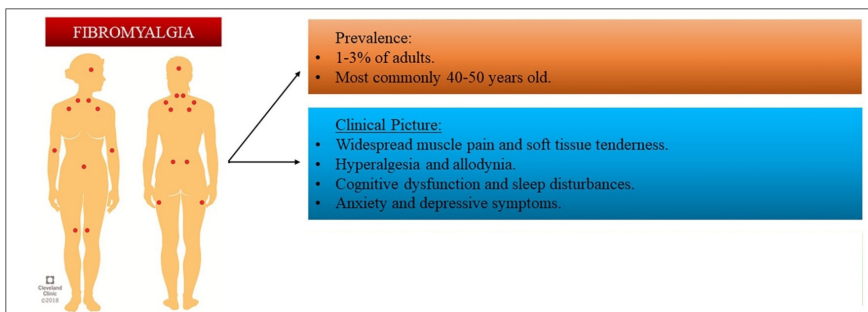 FIBROMYALGIA
Prevalence:
• 1-3% of adults.
• Most commonly 40-50 years old.
Clinical Picture:
• Widespread muscle pain and soft tissue tenderness.
• Hyperalgesia and allodynia.
• Cognitive dysfunction and sleep disturbances.
• Anxiety and depressive symptoms.
Cleveland
Clinic
©2018